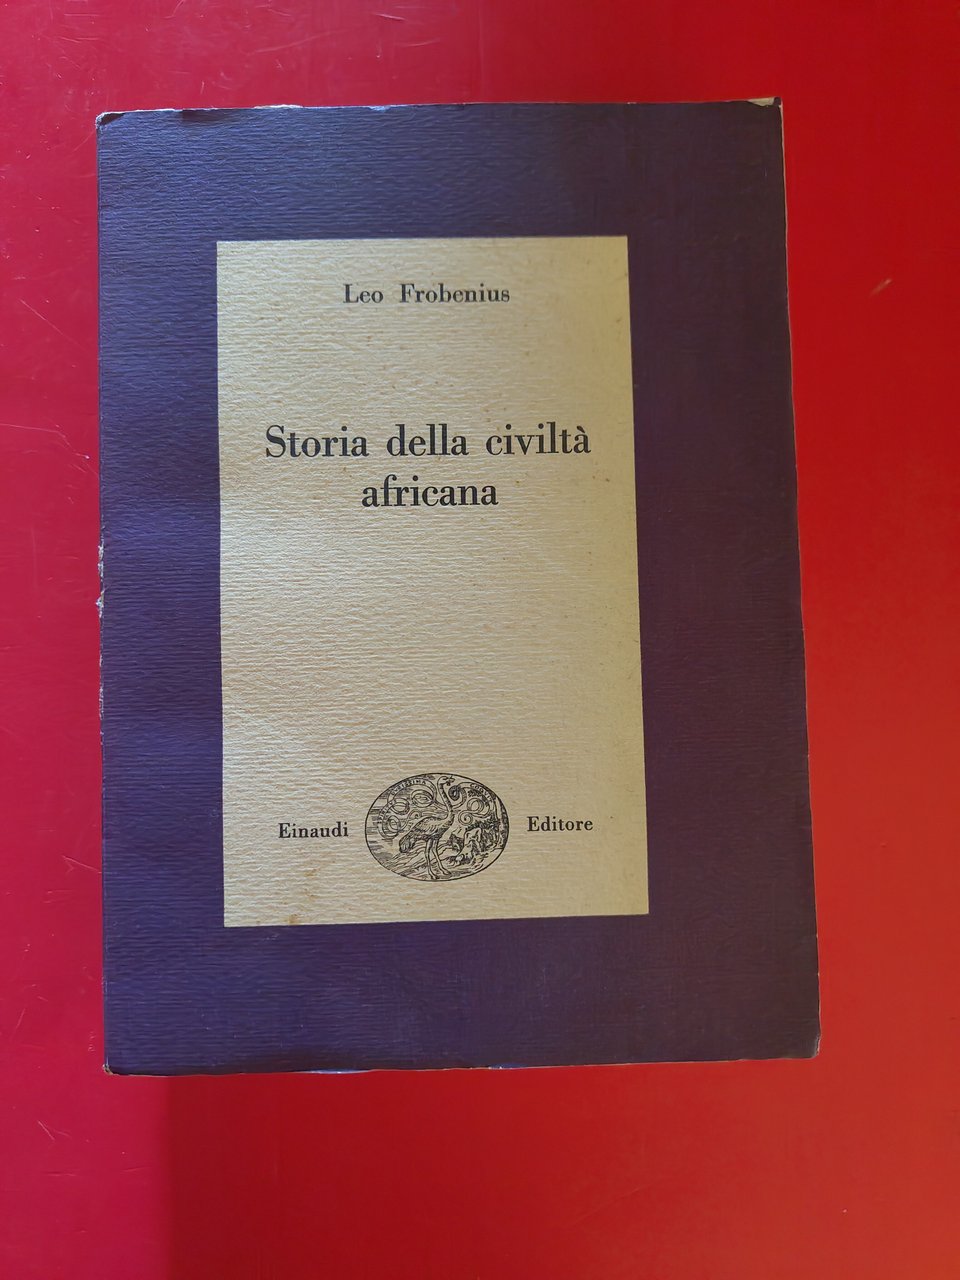 Leo Frobenius
Storia della civiltà
africana
Einaudi
Editore